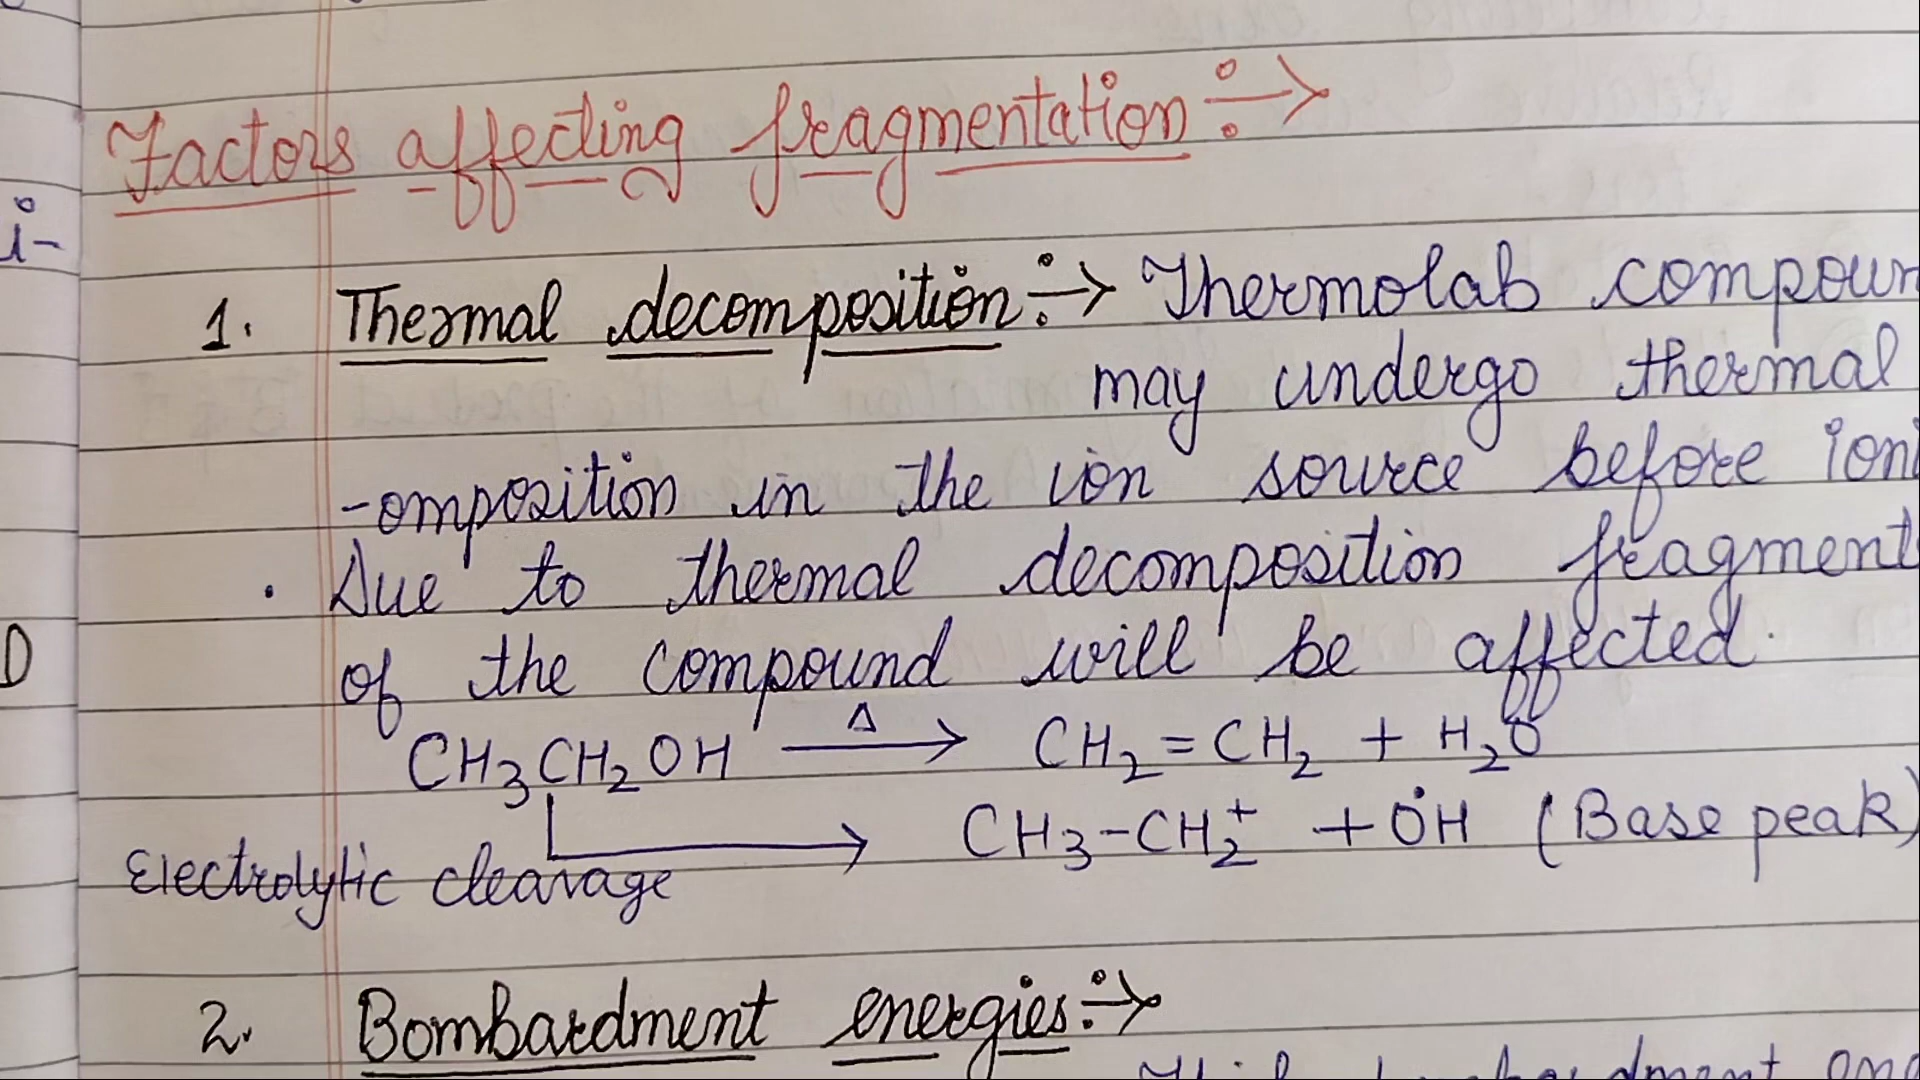 i-
Factors affecting fragmentation :->
1. Thermal decomposition :-> Thermolab compoun
may undergo thermal
-omposition in the ion source before ioni
. Due to thermal decomposition fragment
of the compound will be affected.
CH3CH2OH —Δ→ CH2=CH2 + H2O
CH3-CH2+ + ȮH (Base peak)
Electrolytic cleavage
D
2. Bombardment energies :->